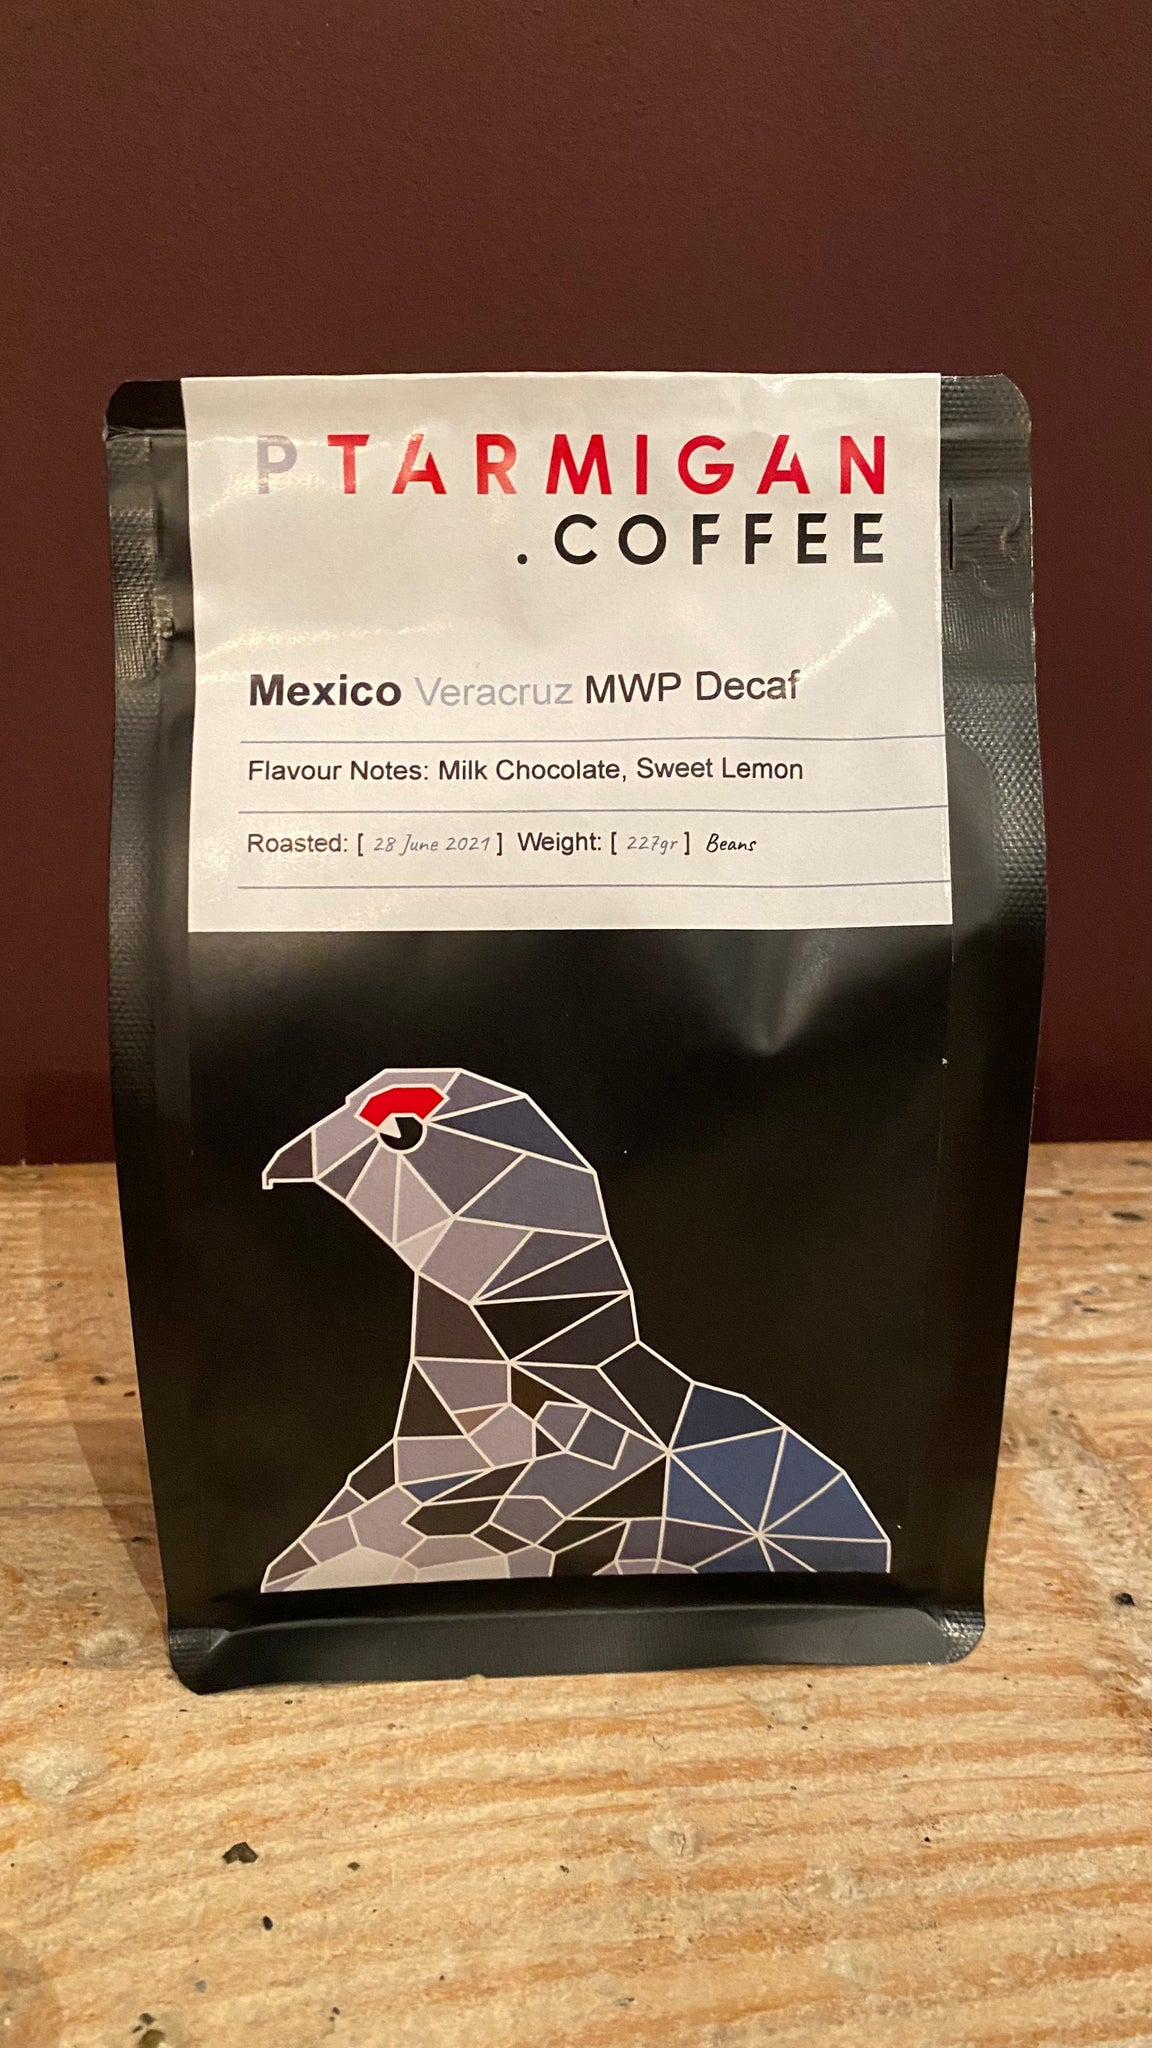 PTARMIGAN
.COFFEE
Mexico Veracruz MWP Decaf
Flavour Notes: Milk Chocolate, Sweet Lemon
Roasted: [ 28 June 2021 ] Weight: [ 227gr ] Beans